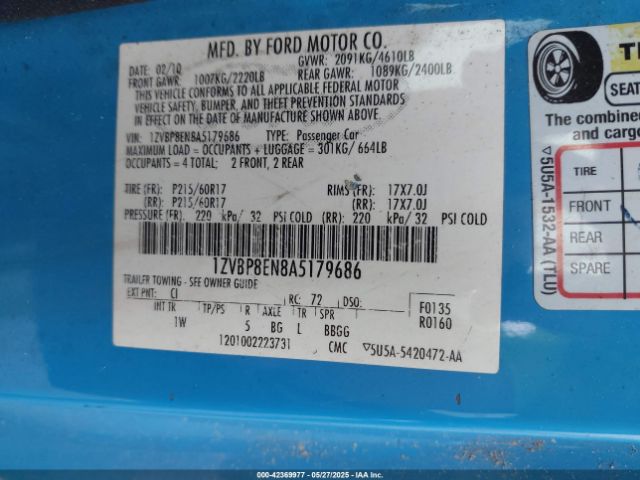 MFD. BY FORD MOTOR CO.
DATE: 02/10 GVWR: 2091KG/4610LB
FRONT GAWR: 1007KG/2220LB REAR GAWR: 1089KG/2400LB
THIS VEHICLE CONFORMS TO ALL APPLICABLE FEDERAL MOTOR
VEHICLE SAFETY, BUMPER, AND THEFT PREVENTION STANDARDS
IN EFFECT ON THE DATE OF MANUFACTURE SHOWN ABOVE.
VIN: 1ZVBP8EN8A5179686 TYPE: Passenger Car
MAXIMUM LOAD = OCCUPANTS + LUGGAGE = 301KG/ 664LB
OCCUPANTS = 4 TOTAL: 2 FRONT, 2 REAR
TIRE (FR): P215/60R17 RIMS (FR): 17X7.0J
(RR): P215/60R17 (RR): 17X7.0J
PRESSURE (FR): 220 kPa/ 32 PSI COLD (RR): 220 kPa/ 32 PSI COLD
1ZVBP8EN8A5179686
TRAILER TOWING - SEE OWNER GUIDE
EXT PNT: CI RC: 72 DSO: F0135
INT TK TP/PS R AXLE TR SPR R0160
1W 5 BG L BBGG
1201002223731 CMC ▽5U5A-5420472-AA
SEAT
The combined
and cargo
TIRE
FRONT
REAR
SPARE
▽5U5A-1532-AA (TLU)
00-42369977 05/27/2025 IAAI.COM